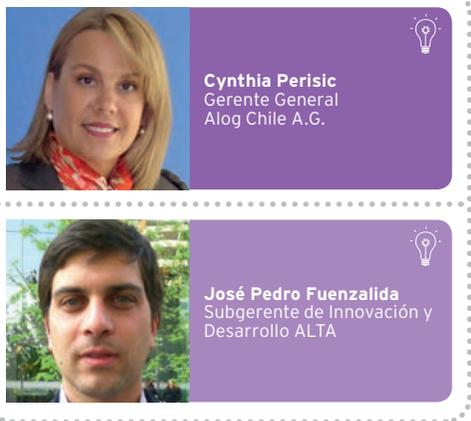 Cynthia Perisic
Gerente General
Alog Chile A.G.
José Pedro Fuenzalida
Subgerente de Innovación y
Desarrollo ALTA